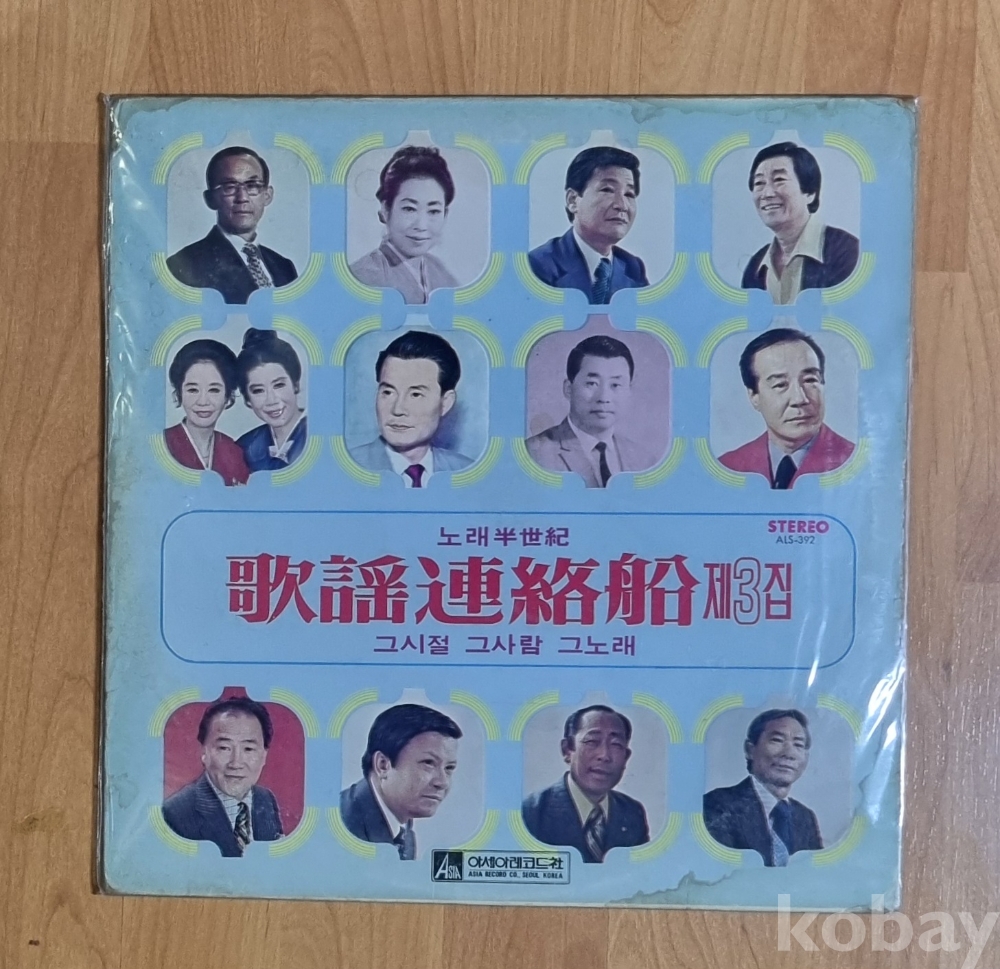 노래半世紀
STEREO
ALS-392
歌謡連絡船 제3집
그시절 그사람 그노래
ASIA 아세아레코드社
ASIA RECORD CO., SEOUL KOREA
kobay